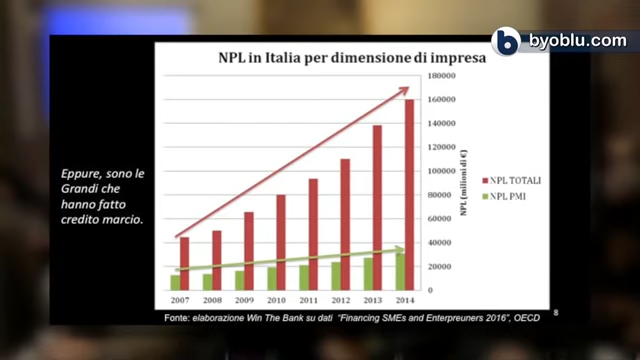 b byoblu.com
NPL in Italia per dimensione di impresa
Eppure, sono le
Grandi che
hanno fatto
credito marcio.
180000
160000
140000
120000
100000
80000
60000
40000
20000
0
NPL (milioni di €)
NPL TOTALI
NPL PMI
2007 2008 2009 2010 2011 2012 2013 2014
Fonte: elaborazione Win The Bank su dati “Financing SMEs and Enterpreuners 2016”, OECD
8